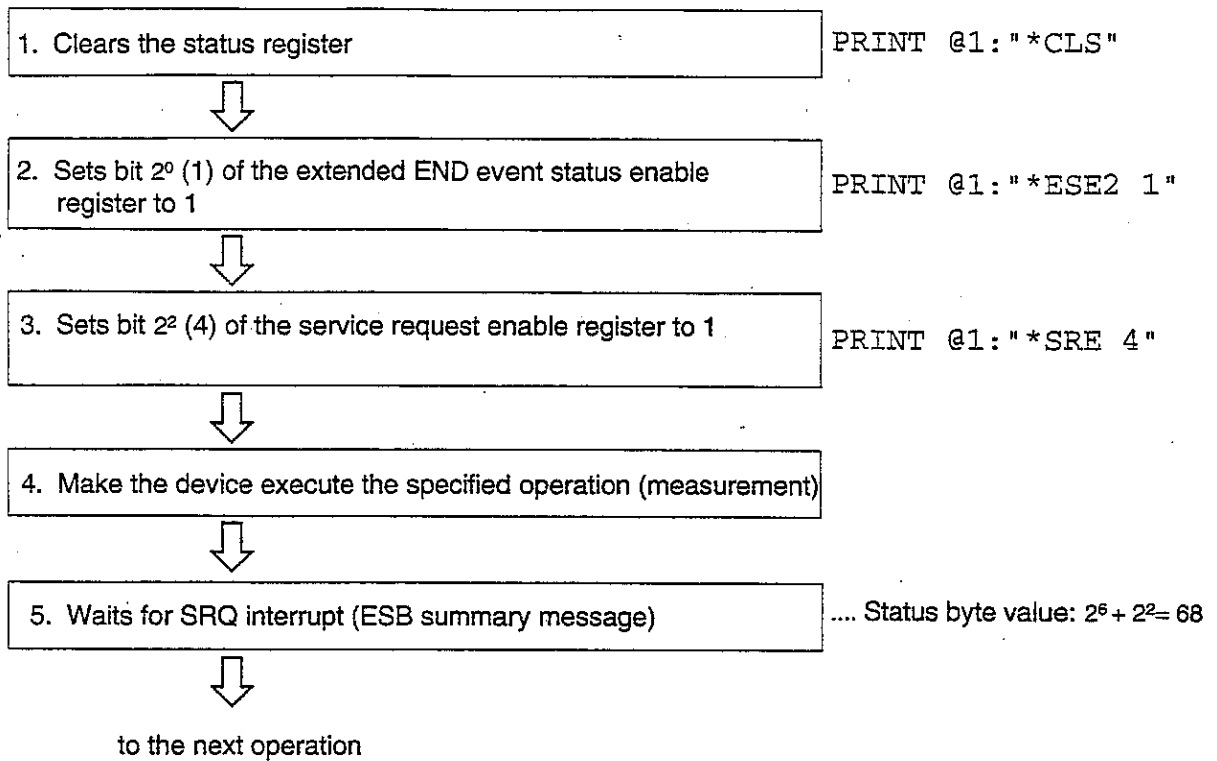 1. Clears the status register
PRINT @1:"*CLS"
2. Sets bit 2⁰ (1) of the extended END event status enable
register to 1
PRINT @1:"*ESE2 1"
3. Sets bit 2² (4) of the service request enable register to 1
PRINT @1:"*SRE 4"
4. Make the device execute the specified operation (measurement)
5. Waits for SRQ interrupt (ESB summary message)
.... Status byte value: 2⁶+ 2²= 68
to the next operation